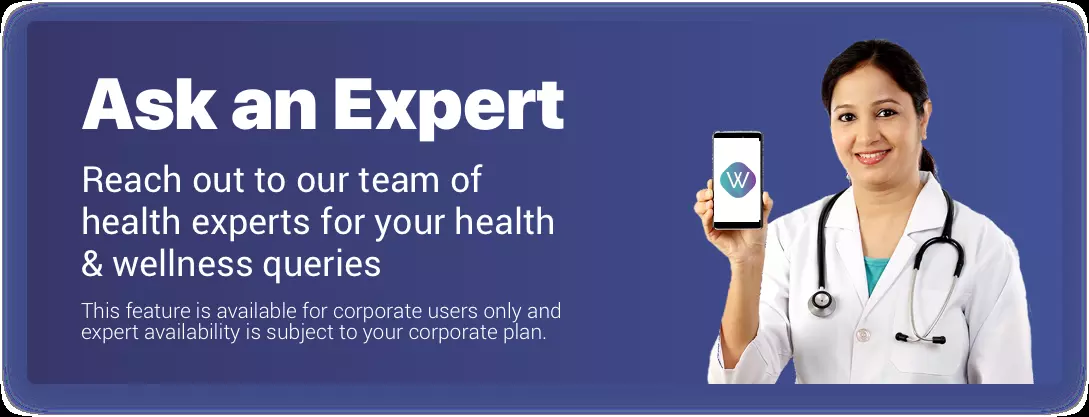 Ask an Expert
Reach out to our team of
health experts for your health
& wellness queries
This feature is available for corporate users only and
expert availability is subject to your corporate plan.
W